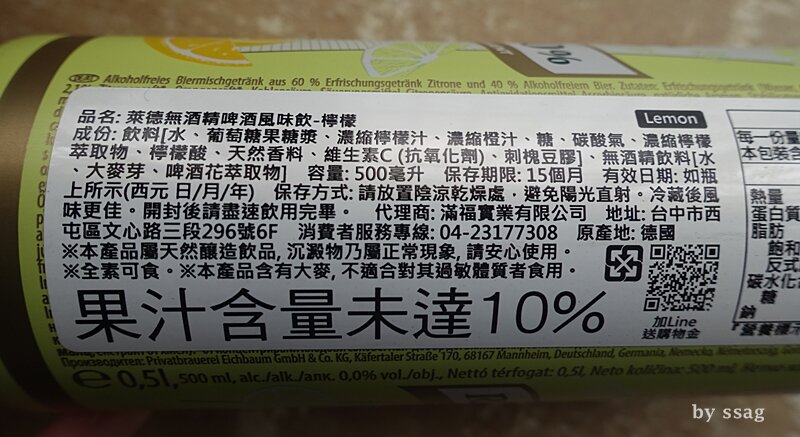 Alkoholfreies Biermischgetränk aus 60 % Erfrischungsgetränk Zitrone und 40 % Alkoholfreiem Bier. Zutaten: Erfrischungsgetränk
品名: 萊德無酒精啤酒風味飲-檸檬
Lemon
成份: 飲料[水、葡萄糖果糖漿、濃縮檸檬汁、濃縮橙汁、糖、碳酸氣、濃縮檸檬
萃取物、檸檬酸、天然香料、維生素C (抗氧化劑)、刺槐豆膠]、無酒精飲料[水
、大麥芽、啤酒花萃取物] 容量: 500毫升 保存期限: 15個月 有效日期: 如瓶
上所示(西元 日/月/年) 保存方式: 請放置陰涼乾燥處，避免陽光直射。冷藏後風
味更佳。開封後請盡速飲用完畢。 代理商: 滿福實業有限公司 地址: 台中市西
屯區文心路三段296號6F 消費者服務專線: 04-23177308 原產地: 德國
※本產品屬天然釀造飲品, 沉澱物乃屬正常現象, 請安心使用。
※全素可食。※本產品含有大麥, 不適合對其過敏體質者食用。
果汁含量未達10%
加Line
送購物金
每一份量
本包裝含
熱量
蛋白質
脂肪
飽和
反式
碳水化
糖
鈉
*營養標示
Производител: Privatbrauerei Eichbaum GmbH & Co. KG, Käfertaler Straße 170, 68167 Mannheim, Deutschland, Germania, Nemecko,
e 0,5l, 500 ml, alc./alk./алк. 0,0% vol./obj., Nettó térfogat: 0,5l, Neto količina: 500 ml,
by ssag